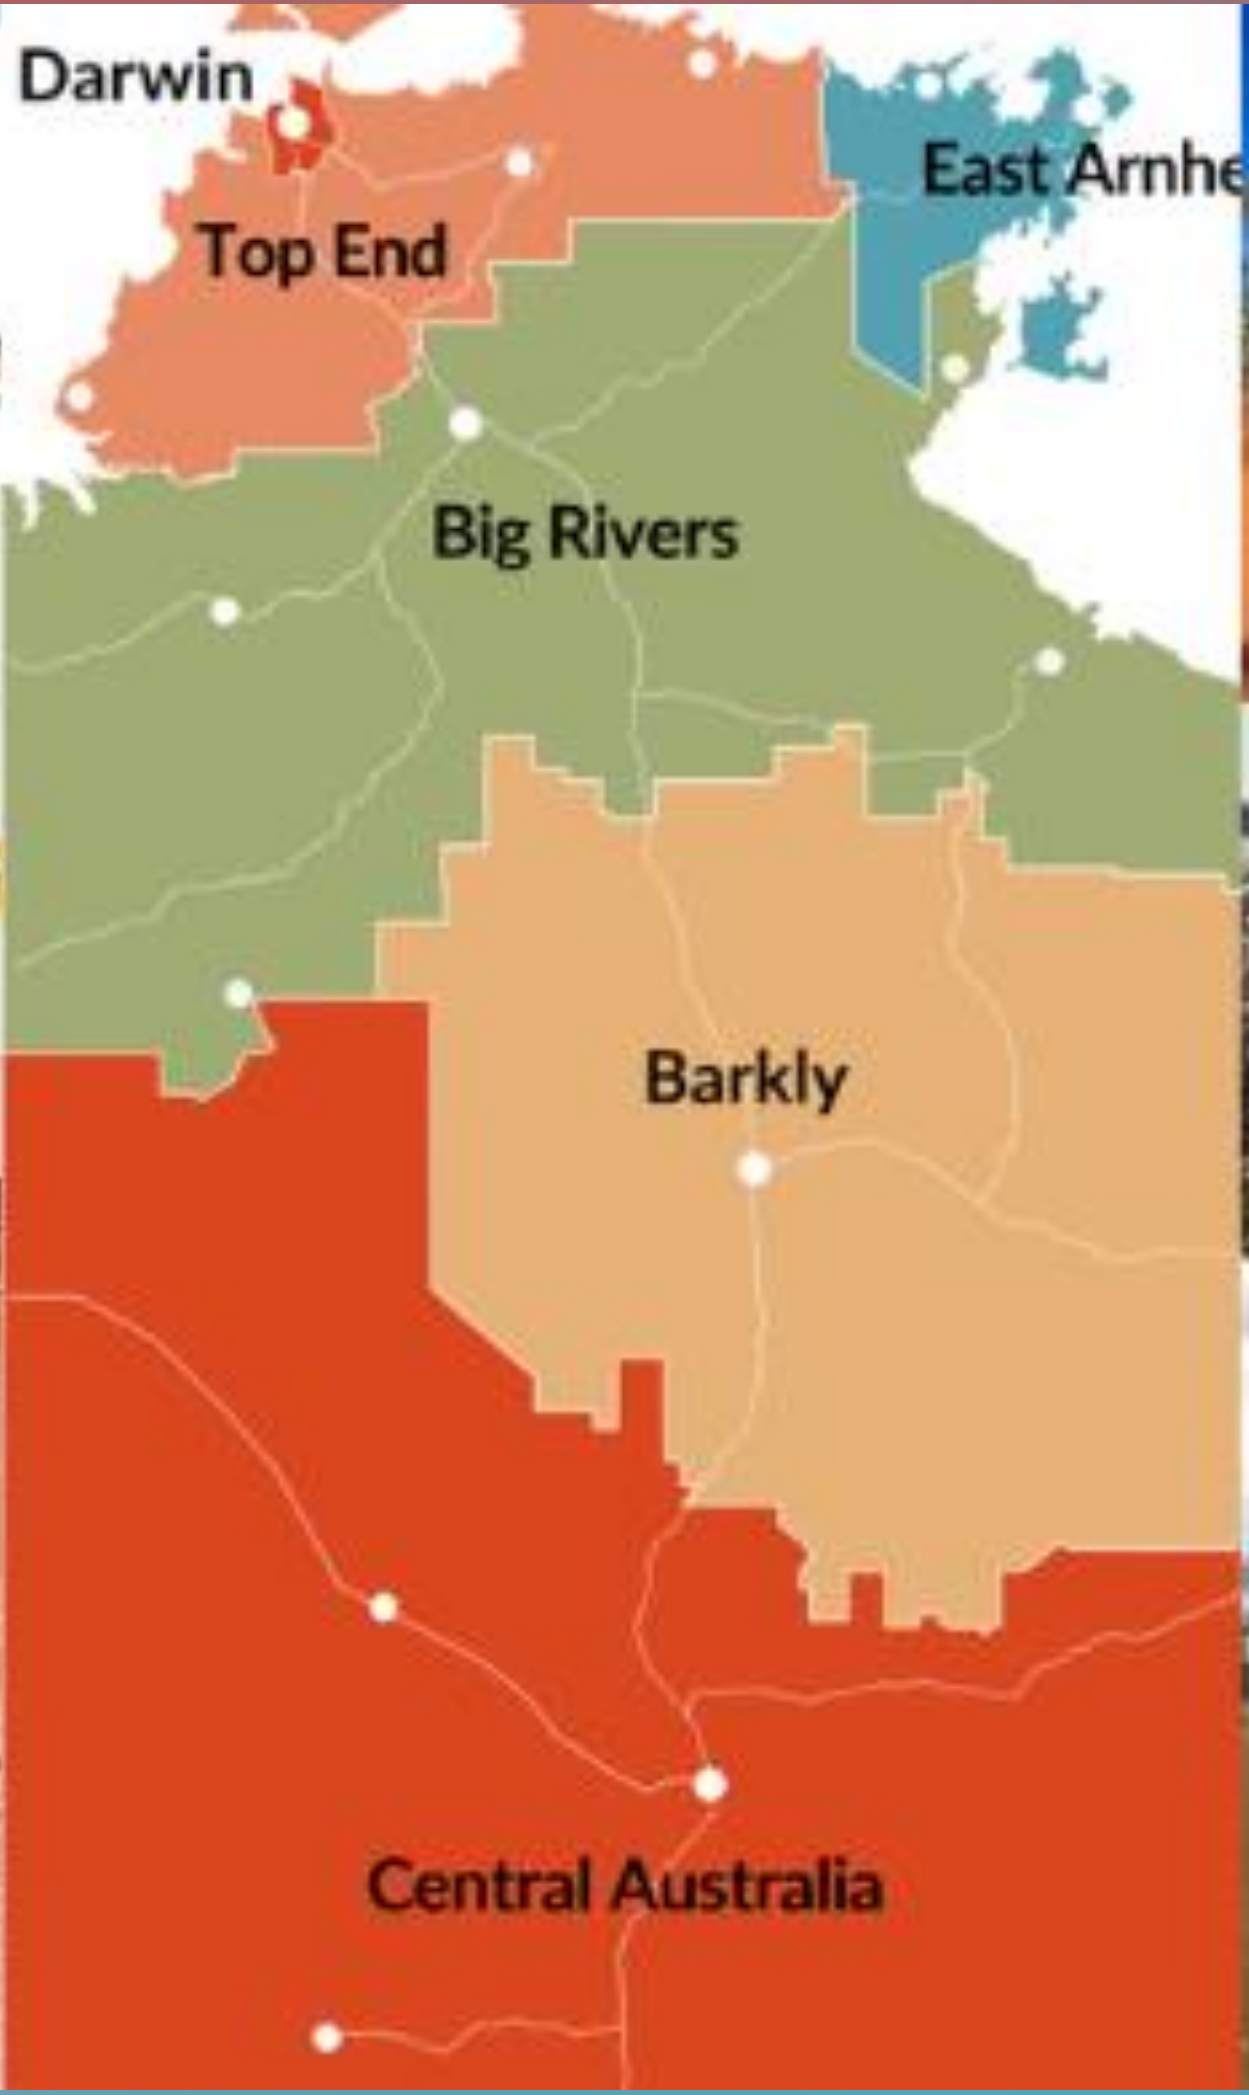 Darwin
East Arnhe
Top End
Big Rivers
Barkly
Central Australia